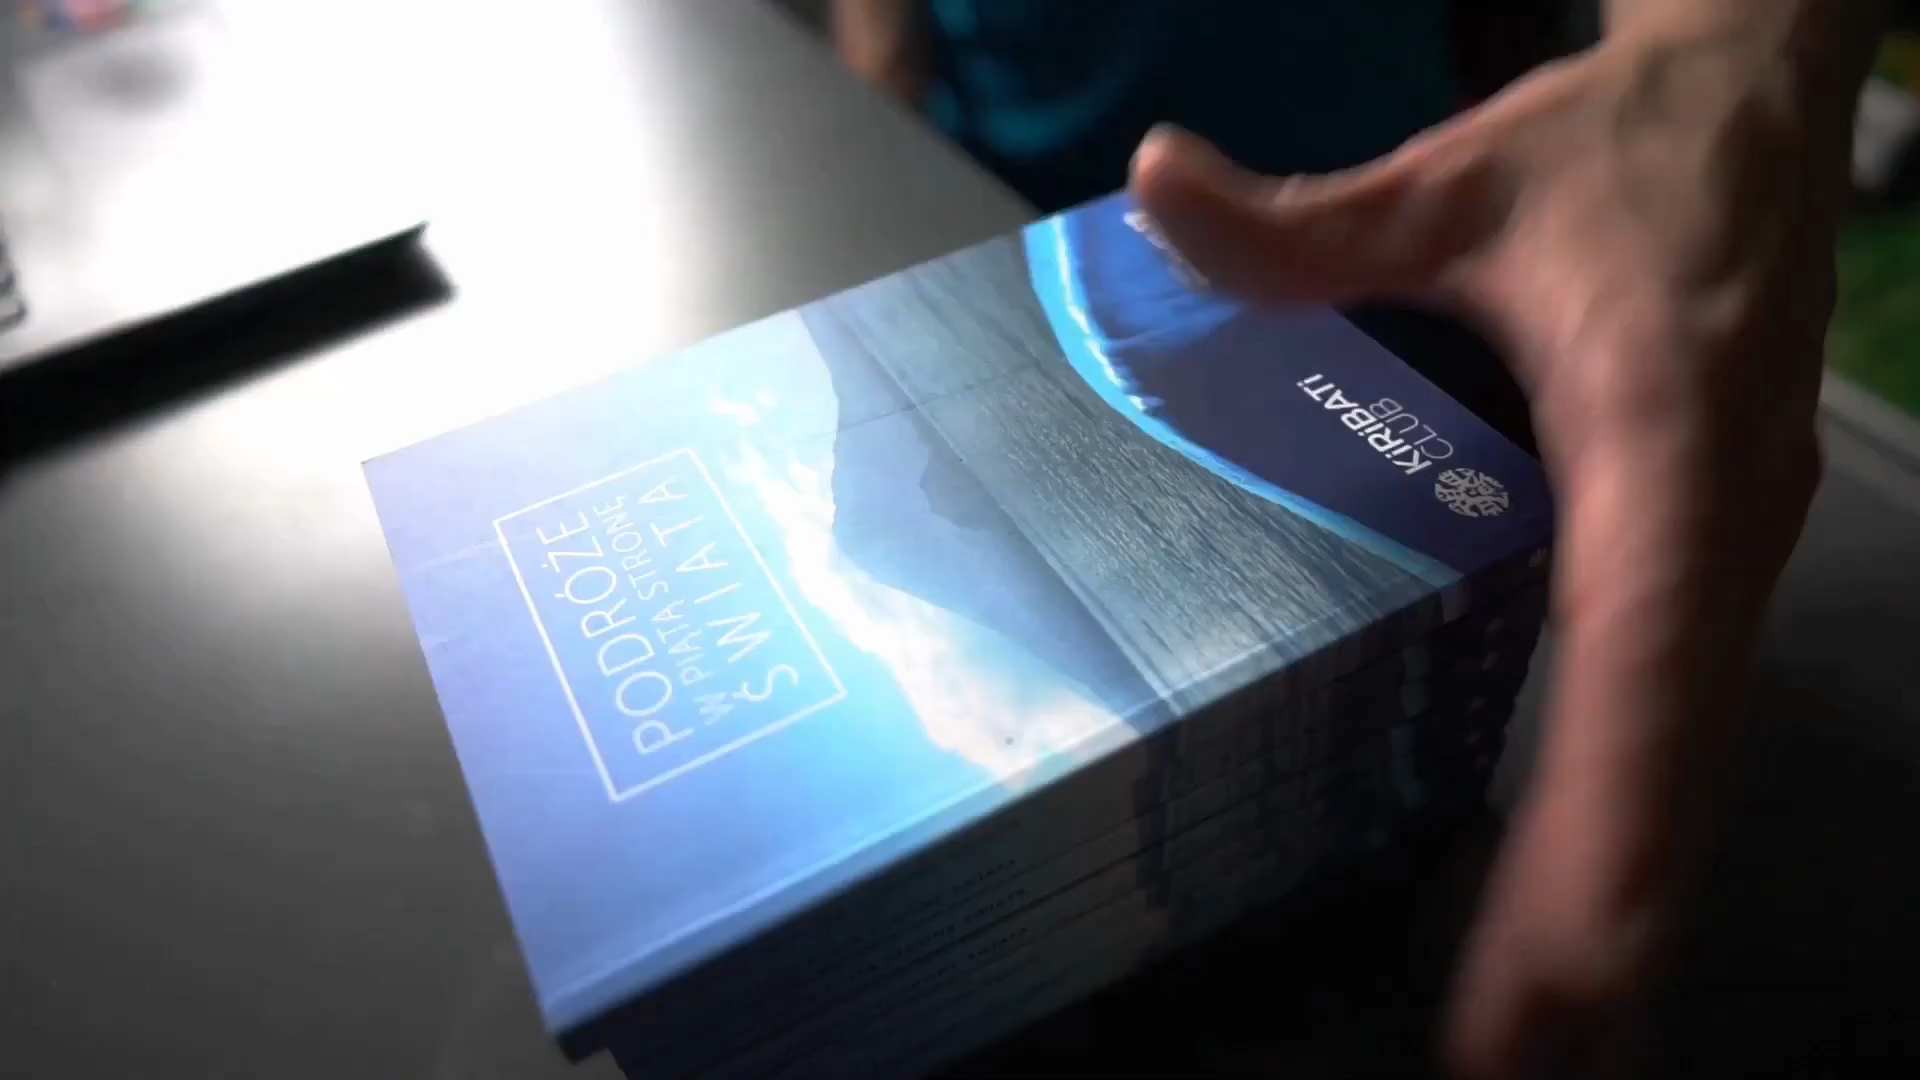 PODRÓŻE
W PIĄTĄ STRONĘ
ŚWIATA
KiRiBATi
CLUB